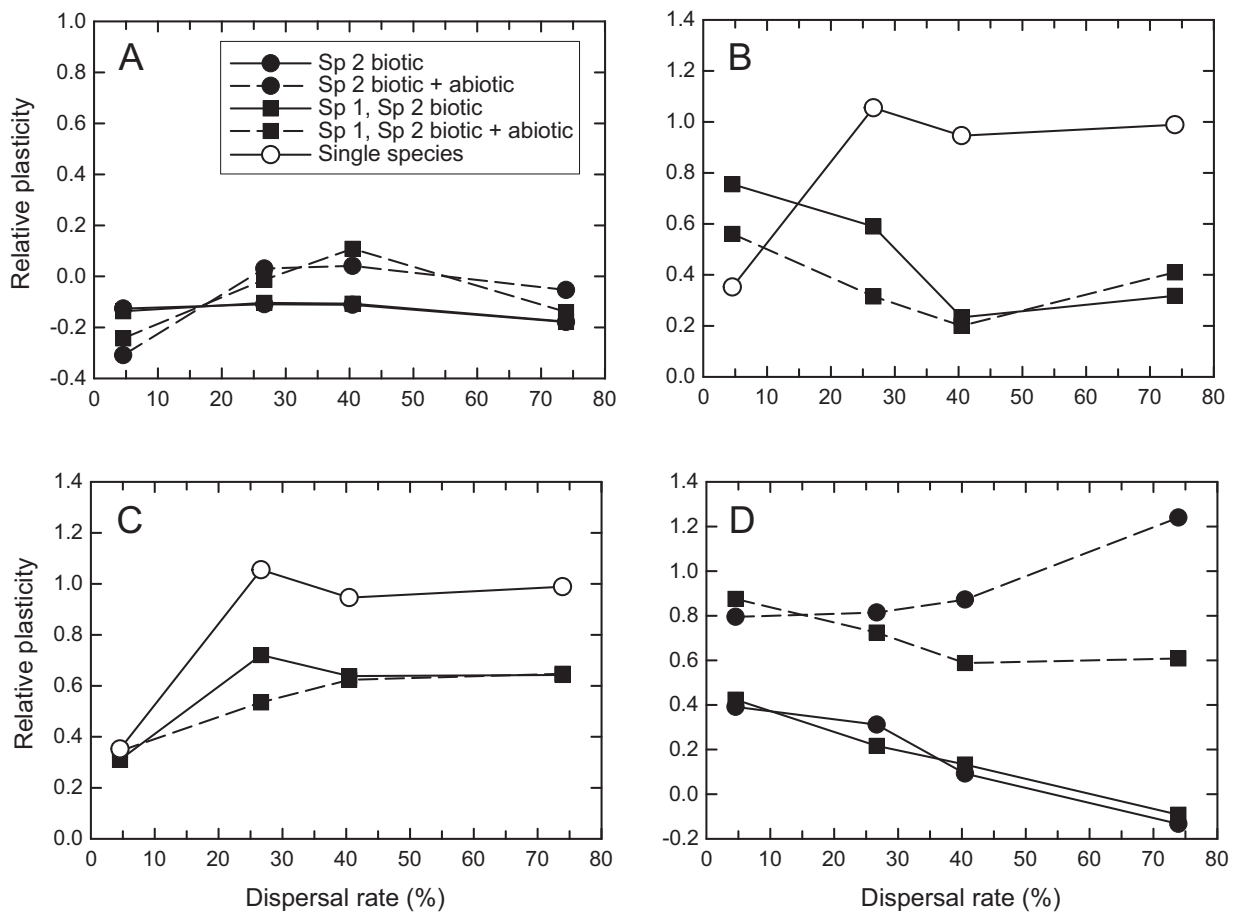 A
1.0
0.8
0.6
0.4
0.2
0.0
-0.2
-0.4
Relative plasticity
Sp 2 biotic
Sp 2 biotic + abiotic
Sp 1, Sp 2 biotic
Sp 1, Sp 2 biotic + abiotic
Single species
0 10 20 30 40 50 60 70 80
B
1.4
1.2
1.0
0.8
0.6
0.4
0.2
0.0
0 10 20 30 40 50 60 70 80
C
1.4
1.2
1.0
0.8
0.6
0.4
0.2
0.0
Relative plasticity
0 10 20 30 40 50 60 70 80
Dispersal rate (%)
D
1.4
1.2
1.0
0.8
0.6
0.4
0.2
0.0
-0.2
0 10 20 30 40 50 60 70 80
Dispersal rate (%)